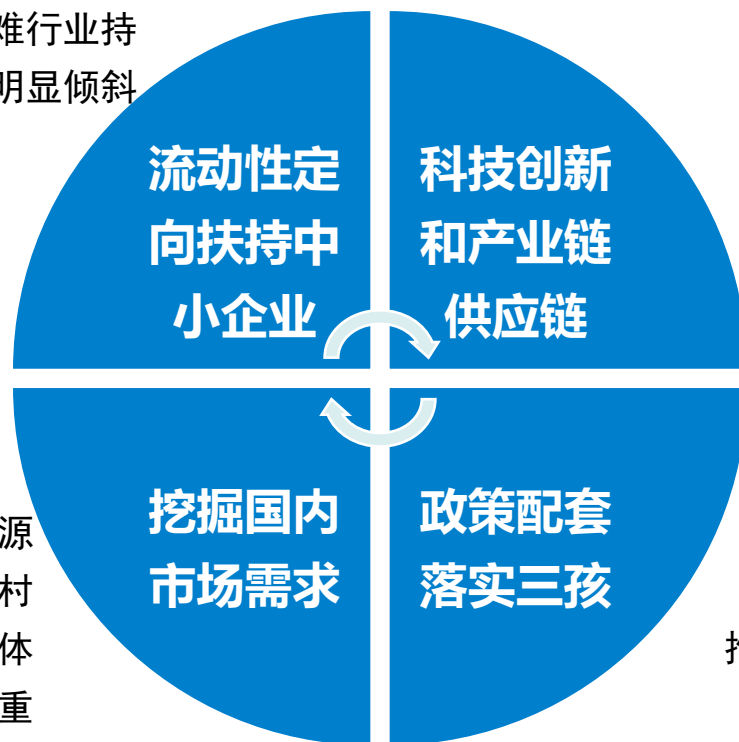 难行业持
明显倾斜
流动性定
向扶持中
小企业
科技创新
和产业链
供应链
源
村
体
重
挖掘国内
市场需求
政策配套
落实三孩